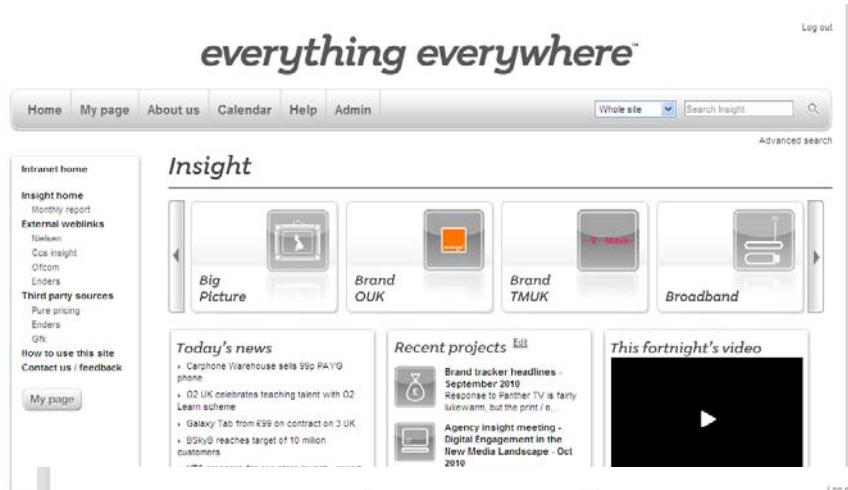 Log out
everything everywhere™
Home My page About us Calendar Help Admin Whole site Search Insight
Advanced search
Intranet home
Insight home
Monthly report
External weblinks
Nielsen
Ccs insight
Ofcom
Enders
Third party sources
Pure pricing
Enders
Gfk
How to use this site
Contact us / feedback
My page
Insight
Big
Picture
orange
Brand
OUK
T · · Mobile ·
Brand
TMUK
Broadband
Today's news
Carphone Warehouse sells 99p PAYG
phone
O2 UK celebrates teaching talent with O2
Learn scheme
Galaxy Tab from €99 on contract on 3 UK
BSkyB reaches target of 10 milion
customers
Recent projects Edit
Brand tracker headlines -
September 2010
Response to Panther TV is fairly
lukewarm, but the print / o...
Agency insight meeting -
Digital Engagement in the
New Media Landscape - Oct
2010
This fortnight's video